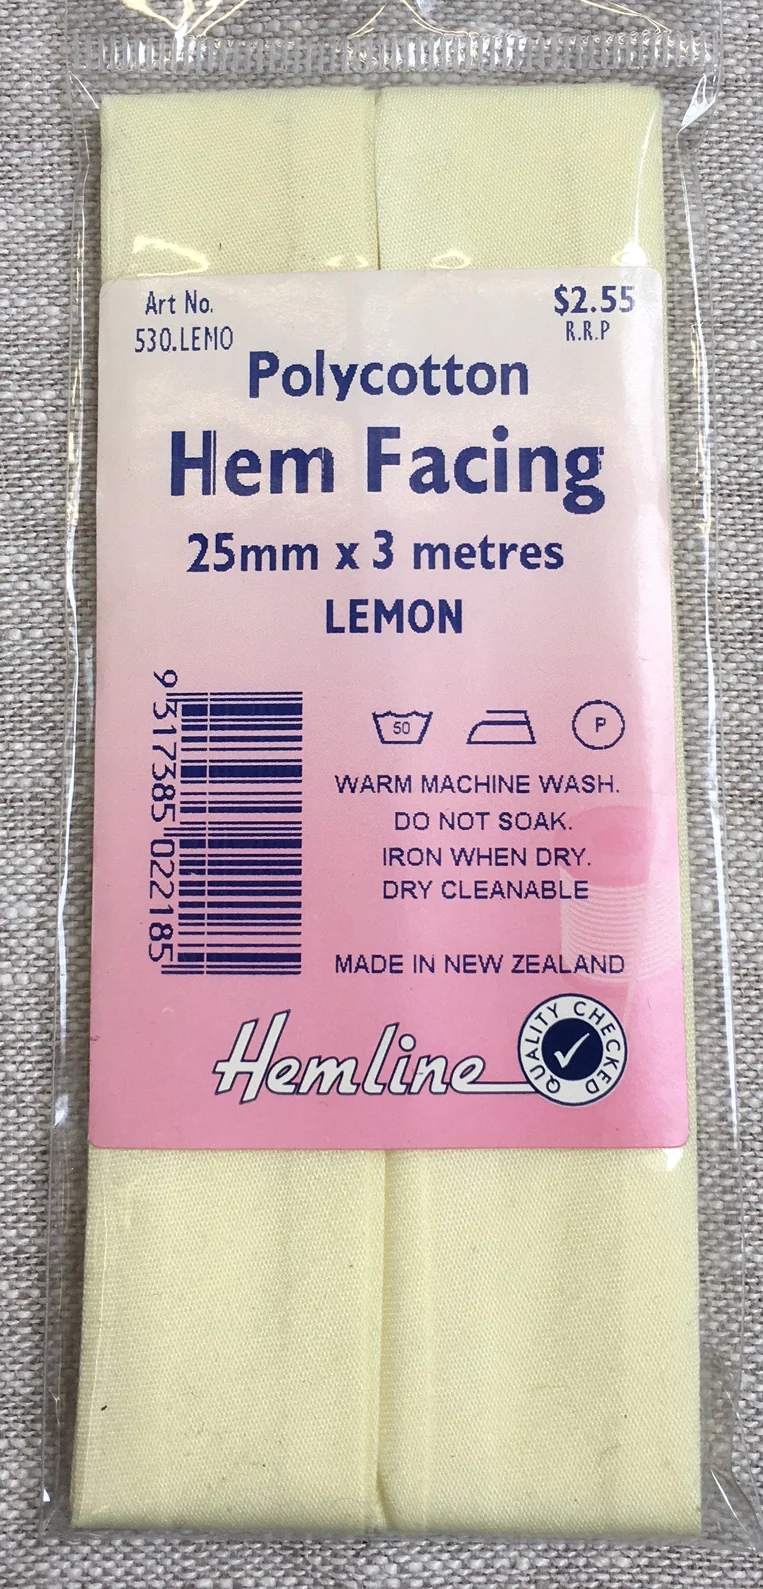 Art No.
530.LEMO
$2.55
R.R.P
Polycotton
Hem Facing
25mm x 3 metres
LEMON
9 317385 022185
50
P
WARM MACHINE WASH.
DO NOT SOAK.
IRON WHEN DRY.
DRY CLEANABLE
MADE IN NEW ZEALAND
Hemline
QUALITY CHECKED